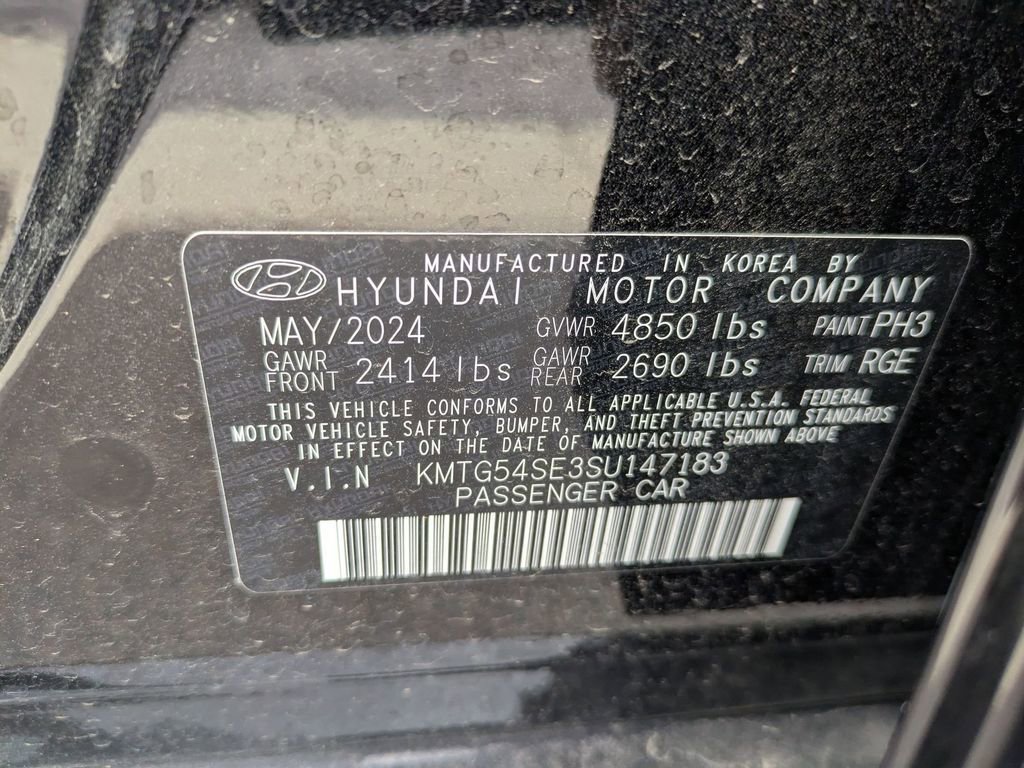 MANUFACTURED IN KOREA BY
HYUNDAI MOTOR COMPANY
MAY/2024 GVWR 4850 lbs PAINT PH3
GAWR FRONT 2414 lbs GAWR REAR 2690 lbs TRIM RGE
THIS VEHICLE CONFORMS TO ALL APPLICABLE U.S.A. FEDERAL
MOTOR VEHICLE SAFETY, BUMPER, AND THEFT PREVENTION STANDARDS
IN EFFECT ON THE DATE OF MANUFACTURE SHOWN ABOVE
V.I.N KMTG54SE3SU147183
PASSENGER CAR